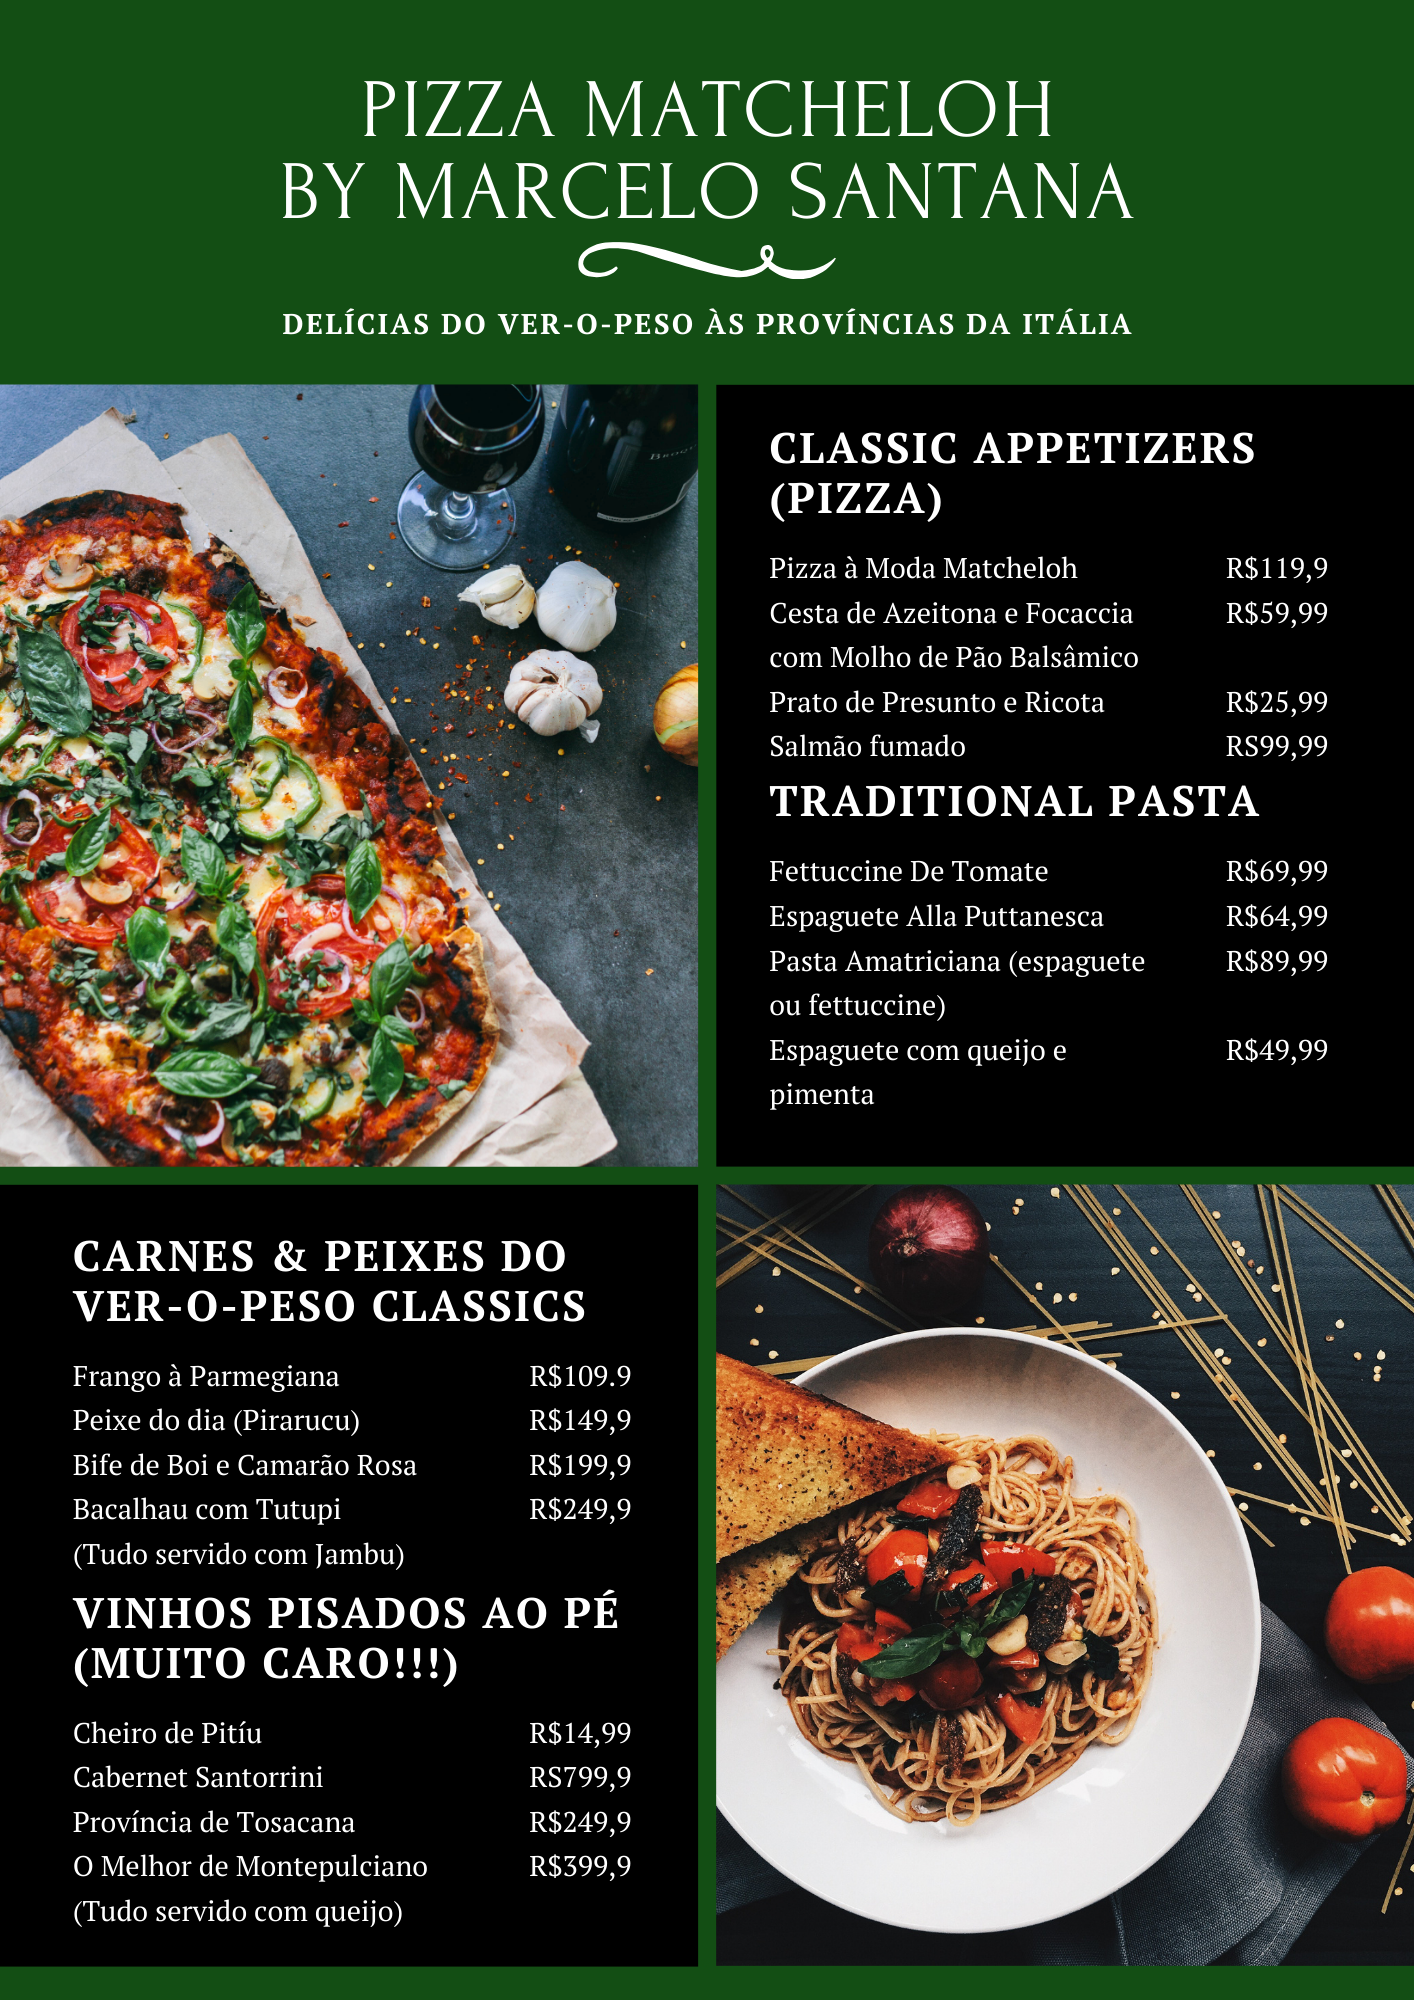 PIZZA MATCHELOH
BY MARCELO SANTANA
DELÍCIAS DO VER-O-PESO ÀS PROVÍNCIAS DA ITÁLIA
CLASSIC APPETIZERS
(PIZZA)
Pizza à Moda Matcheloh R$119,9
Cesta de Azeitona e Focaccia R$59,99
com Molho de Pão Balsâmico
Prato de Presunto e Ricota R$25,99
Salmão fumado RS99,99
TRADITIONAL PASTA
Fettuccine De Tomate R$69,99
Espaguete Alla Puttanesca R$64,99
Pasta Amatriciana (espaguete R$89,99
ou fettuccine)
Espaguete com queijo e R$49,99
pimenta
CARNES & PEIXES DO
VER-O-PESO CLASSICS
Frango à Parmegiana R$109.9
Peixe do dia (Pirarucu) R$149,9
Bife de Boi e Camarão Rosa R$199,9
Bacalhau com Tutupi R$249,9
(Tudo servido com Jambu)
VINHOS PISADOS AO PÉ
(MUITO CARO!!!)
Cheiro de Pitíu R$14,99
Cabernet Santorrini RS799,9
Província de Tosacana R$249,9
O Melhor de Montepulciano R$399,9
(Tudo servido com queijo)